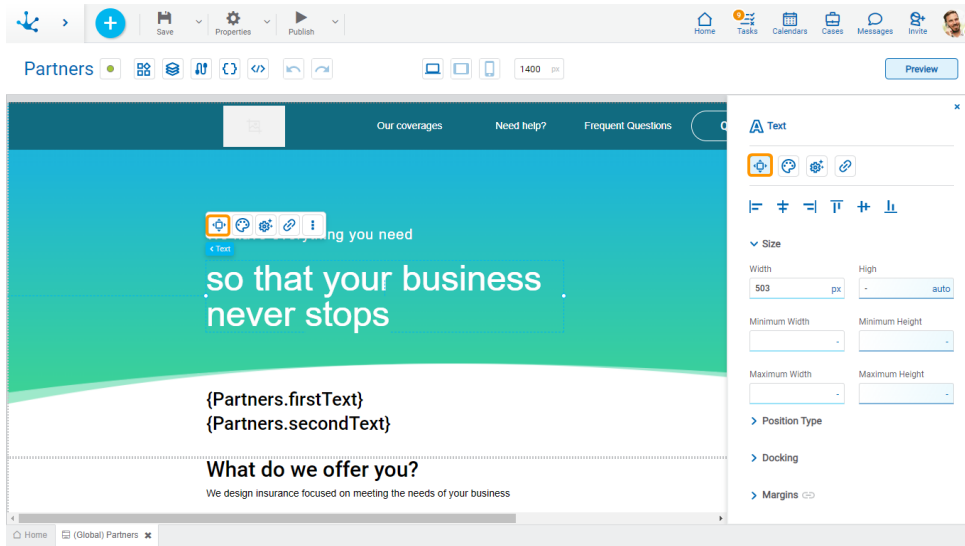 Save
Properties
Publish
Home
9
Tasks
Calendars
Cases
Messages
Invite
Partners
1400 px
Preview
Our coverages
Need help?
Frequent Questions
Text
you need
< Text
so that your business
never stops
{Partners.firstText}
{Partners.secondText}
What do we offer you?
We design insurance focused on meeting the needs of your business
Size
Width
High
503 px
- auto
Minimum Width
Minimum Height
-
-
Maximum Width
Maximum Height
-
-
Position Type
Docking
Margins
Home
(Global) Partners